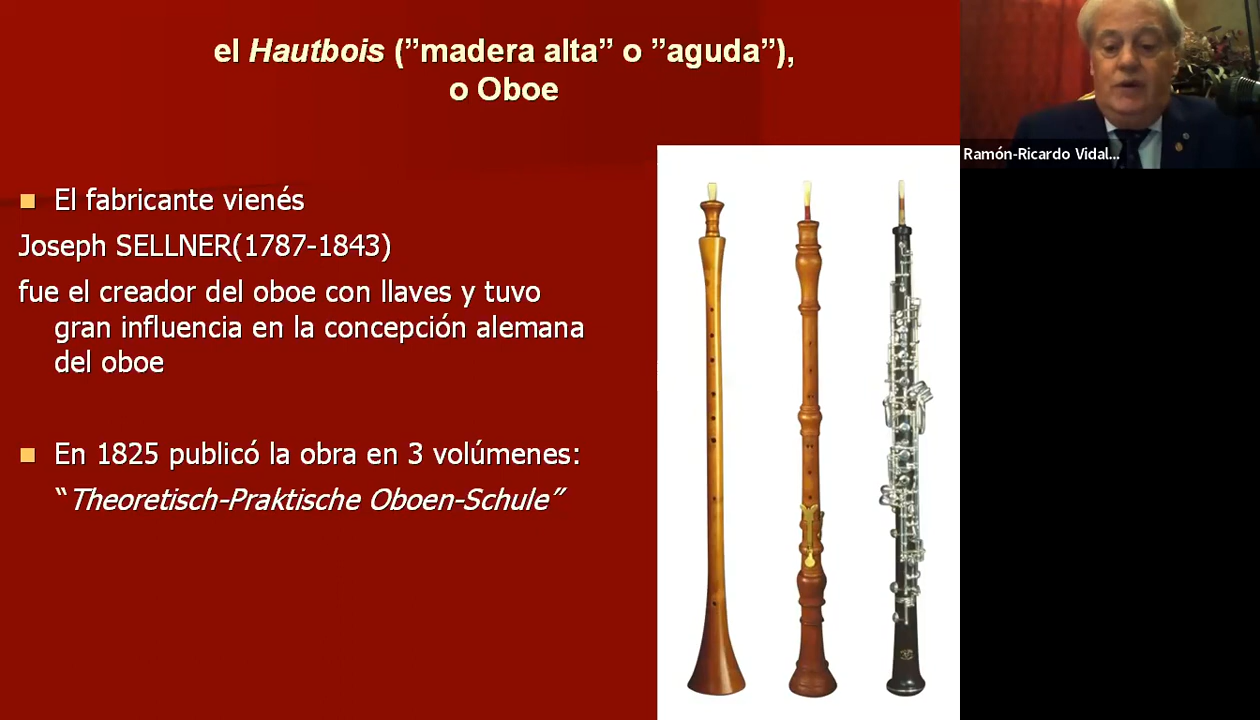 el Hautbois (”madera alta” o ”aguda”),
o Oboe
El fabricante vienés
Joseph SELLNER(1787-1843)
fue el creador del oboe con llaves y tuvo
gran influencia en la concepción alemana
del oboe
En 1825 publicó la obra en 3 volúmenes:
“Theoretisch-Praktische Oboen-Schule”
Ramón-Ricardo Vidal...